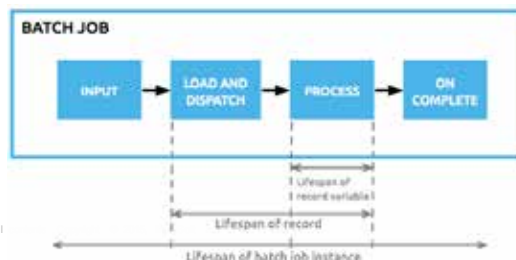 BATCH JOB
INPUT
LOAD AND
DISPATCH
PROCESS
ON
COMPLETE
Lifespan of
record variable
Lifespan of record
Lifespan of batch job instance